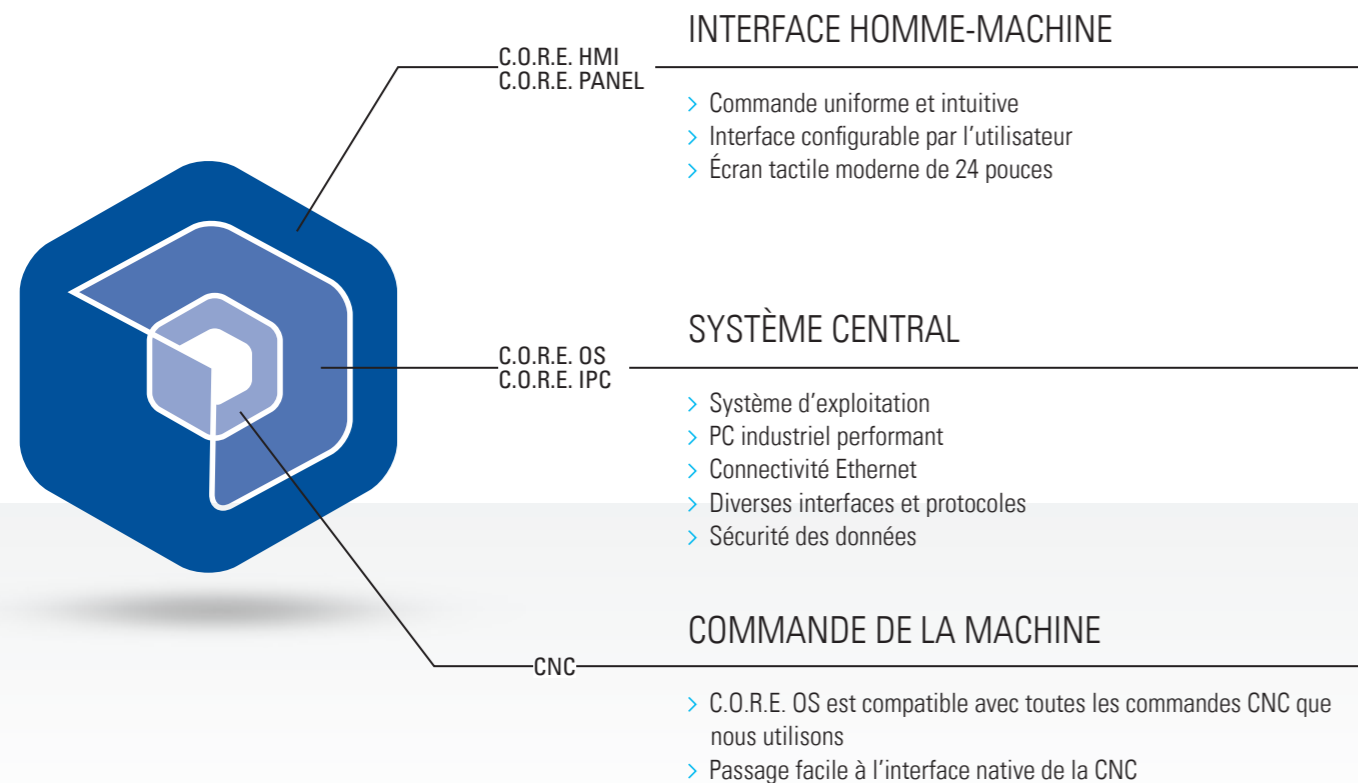 INTERFACE HOMME-MACHINE
C.O.R.E. HMI
C.O.R.E. PANEL
> Commande uniforme et intuitive
> Interface configurable par l'utilisateur
> Écran tactile moderne de 24 pouces
SYSTÈME CENTRAL
C.O.R.E. OS
C.O.R.E. IPC
> Système d'exploitation
> PC industriel performant
> Connectivité Ethernet
> Diverses interfaces et protocoles
> Sécurité des données
COMMANDE DE LA MACHINE
CNC
> C.O.R.E. OS est compatible avec toutes les commandes CNC que
nous utilisons
> Passage facile à l'interface native de la CNC